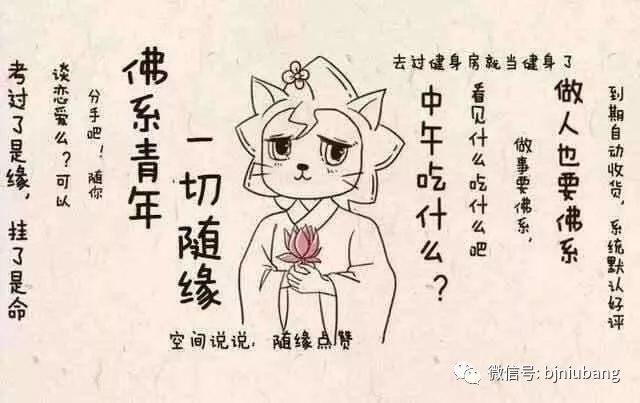 考过了是缘，挂了是命
谈恋爱么？可以
分手吧！随你
佛系青年
一切随缘
空间说说，随缘点赞
去过健身房就当健身了
中午吃什么？
看见什么吃什么吧
做事要佛系，
做人也要佛系
到期自动收货，系统默认好评
微信号: bjniubang